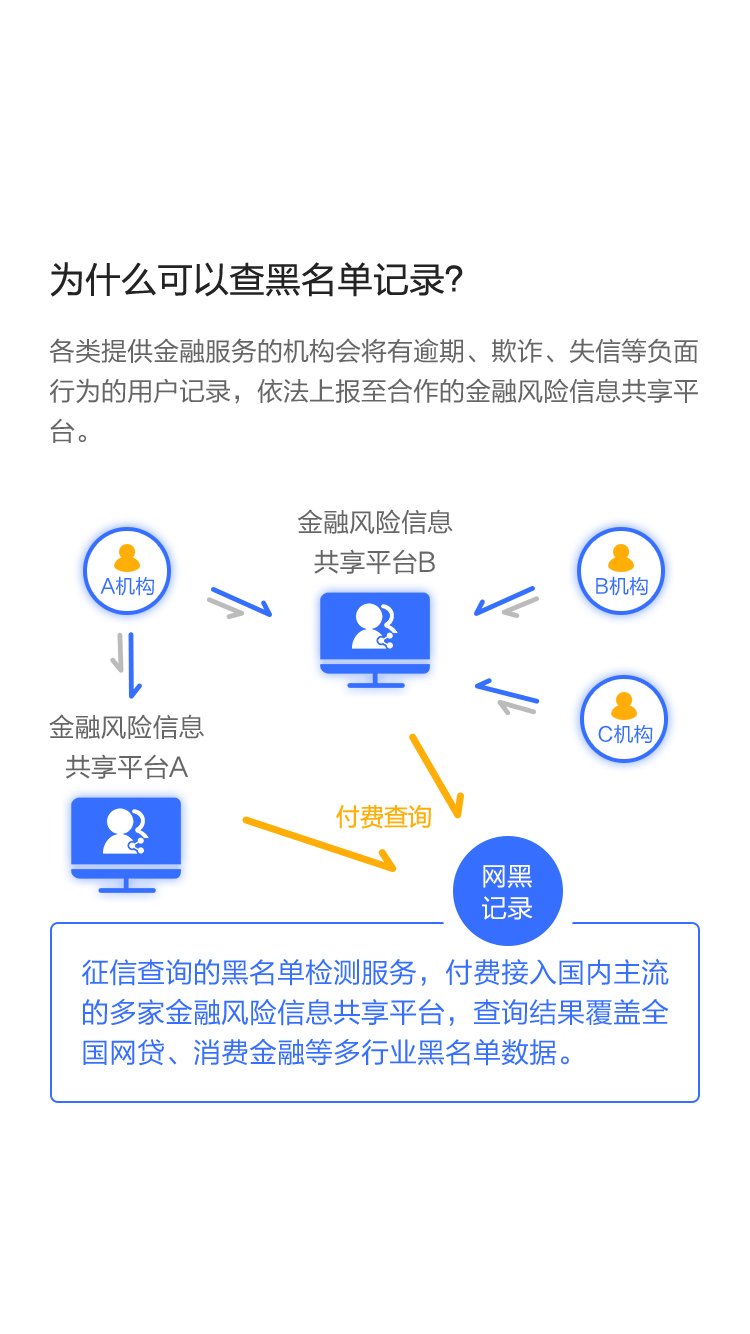 为什么可以查黑名单记录?
各类提供金融服务的机构会将有逾期、欺诈、失信等负面
行为的用户记录，依法上报至合作的金融风险信息共享平
台。
金融风险信息
共享平台B
A机构
B机构
C机构
金融风险信息
共享平台A
付费查询
网黑
记录
征信查询的黑名单检测服务，付费接入国内主流
的多家金融风险信息共享平台，查询结果覆盖全
国网贷、消费金融等多行业黑名单数据。